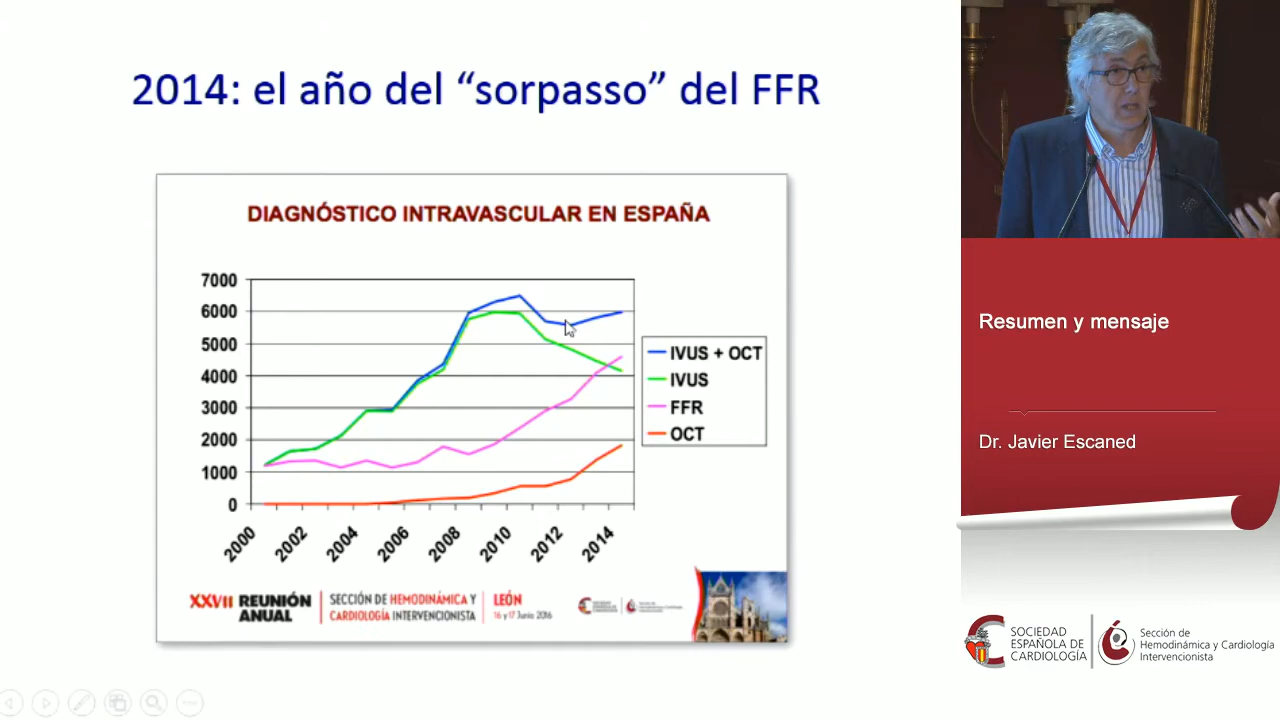 2014: el año del “sorpasso” del FFR
DIAGNÓSTICO INTRAVASCULAR EN ESPAÑA
7000
6000
5000
4000
3000
2000
1000
0
2000
2002
2004
2006
2008
2010
2012
2014
IVUS + OCT
IVUS
FFR
OCT
XXVII REUNIÓN
ANUAL
SECCIÓN DE HEMODINÁMICA Y
CARDIOLOGÍA INTERVENCIONISTA
LEÓN
16 y 17 Junio 2016
Resumen y mensaje
Dr. Javier Escaned
SOCIEDAD
ESPAÑOLA DE
CARDIOLOGÍA
Sección de
Hemodinámica y Cardiología
Intervencionista